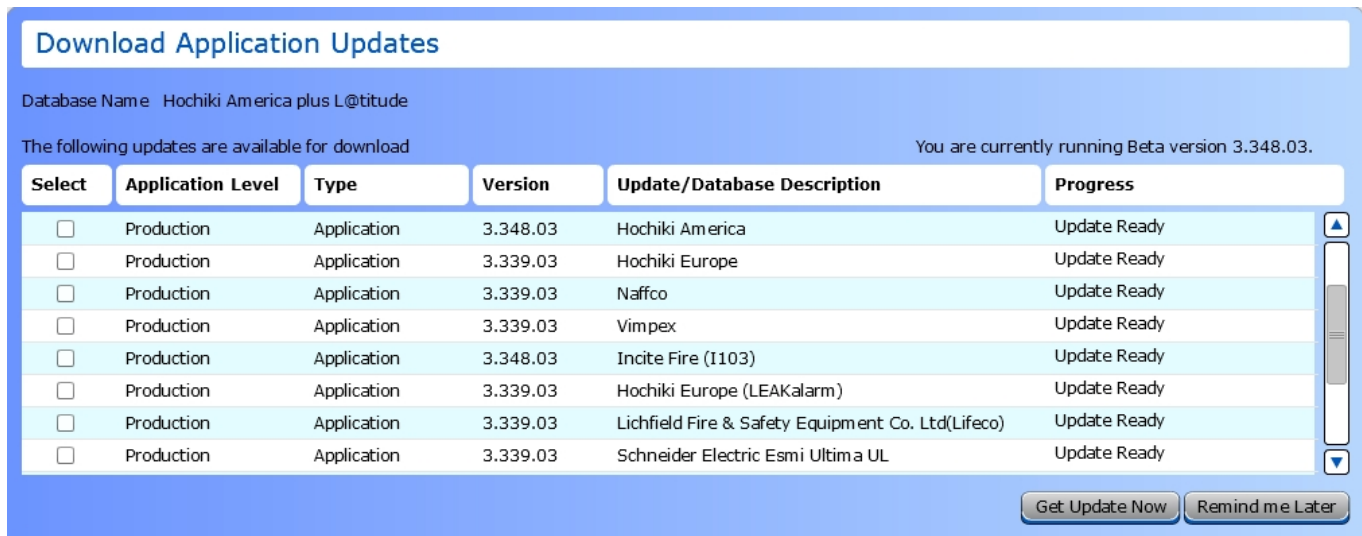 Download Application Updates
Database Name Hochiki America plus L@titude
The following updates are available for download You are currently running Beta version 3.348.03.
Select Application Level Type Version Update/Database Description Progress
Production Application 3.348.03 Hochiki America Update Ready
Production Application 3.339.03 Hochiki Europe Update Ready
Production Application 3.339.03 Naffco Update Ready
Production Application 3.339.03 Vimpex Update Ready
Production Application 3.348.03 Incite Fire (I103) Update Ready
Production Application 3.339.03 Hochiki Europe (LEAKalarm) Update Ready
Production Application 3.339.03 Lichfield Fire & Safety Equipment Co. Ltd(Lifeco) Update Ready
Production Application 3.339.03 Schneider Electric Esmi Ultima UL Update Ready
Get Update Now Remind me Later